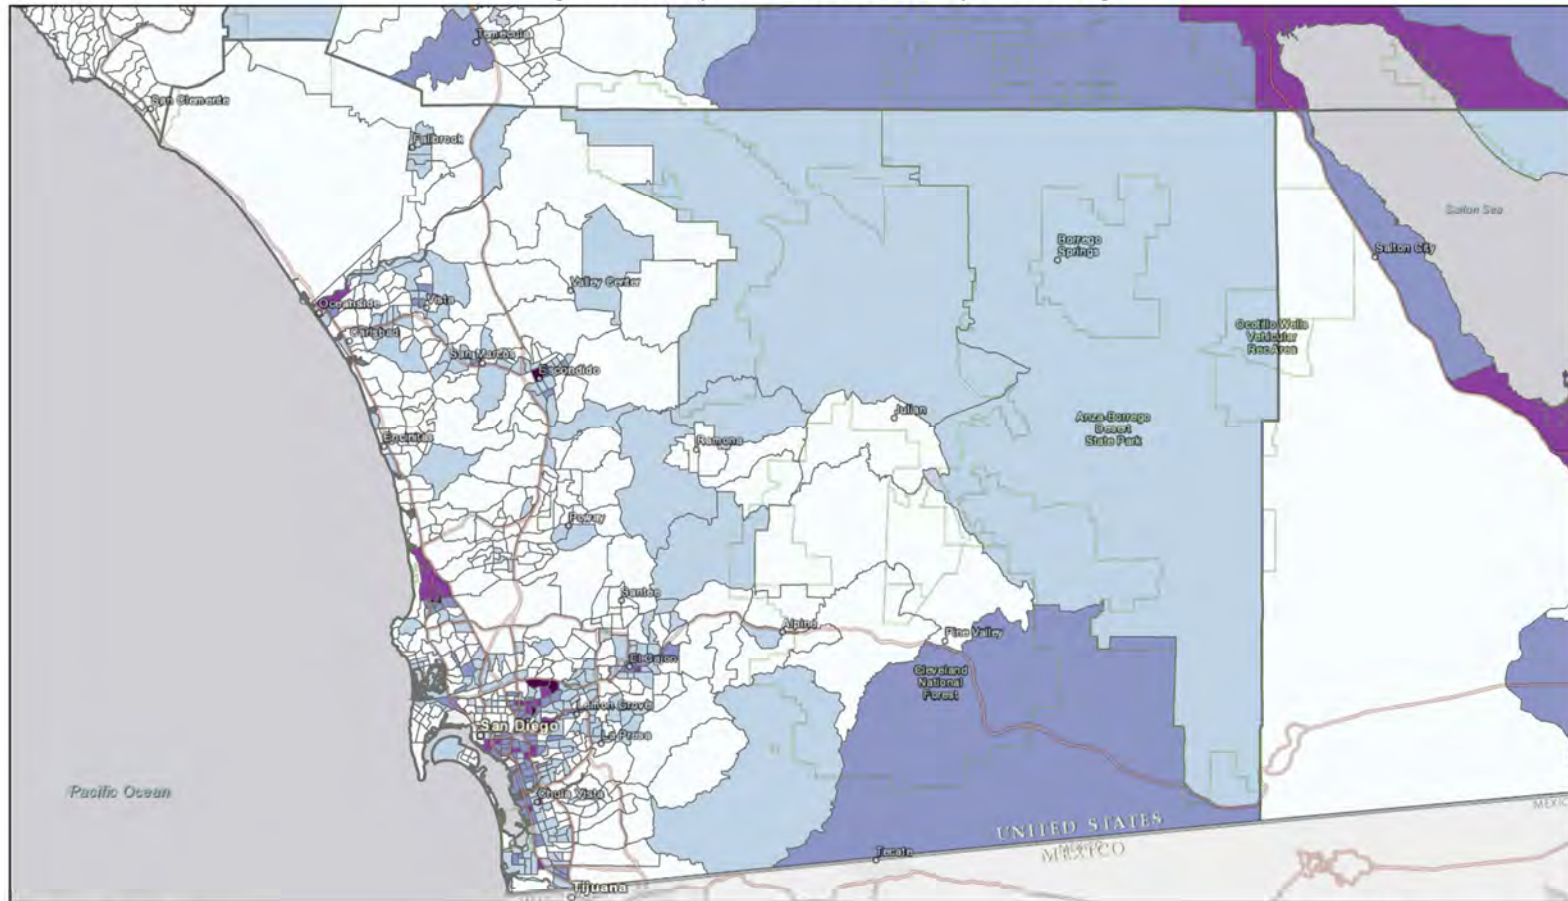 Temecula
San Clemente
Fallbrook
Salton Sea
Borrego
Springs
Salton City
Valley Center
Oceanside
Vista
Carlsbad
Ocotillo Wells
Vehicular
Rec Area
San Marcos
Escondido
Julian
Anza-Borrego
Desert
State Park
Encinitas
Ramona
Poway
Santee
Alpine
Pine Valley
El Cajon
Cleveland
National
Forest
Lemon Grove
San Diego
La Presa
Pacific Ocean
Chula Vista
UNITED STATES
MEXICO
MEXICO
Tecate
Tijuana